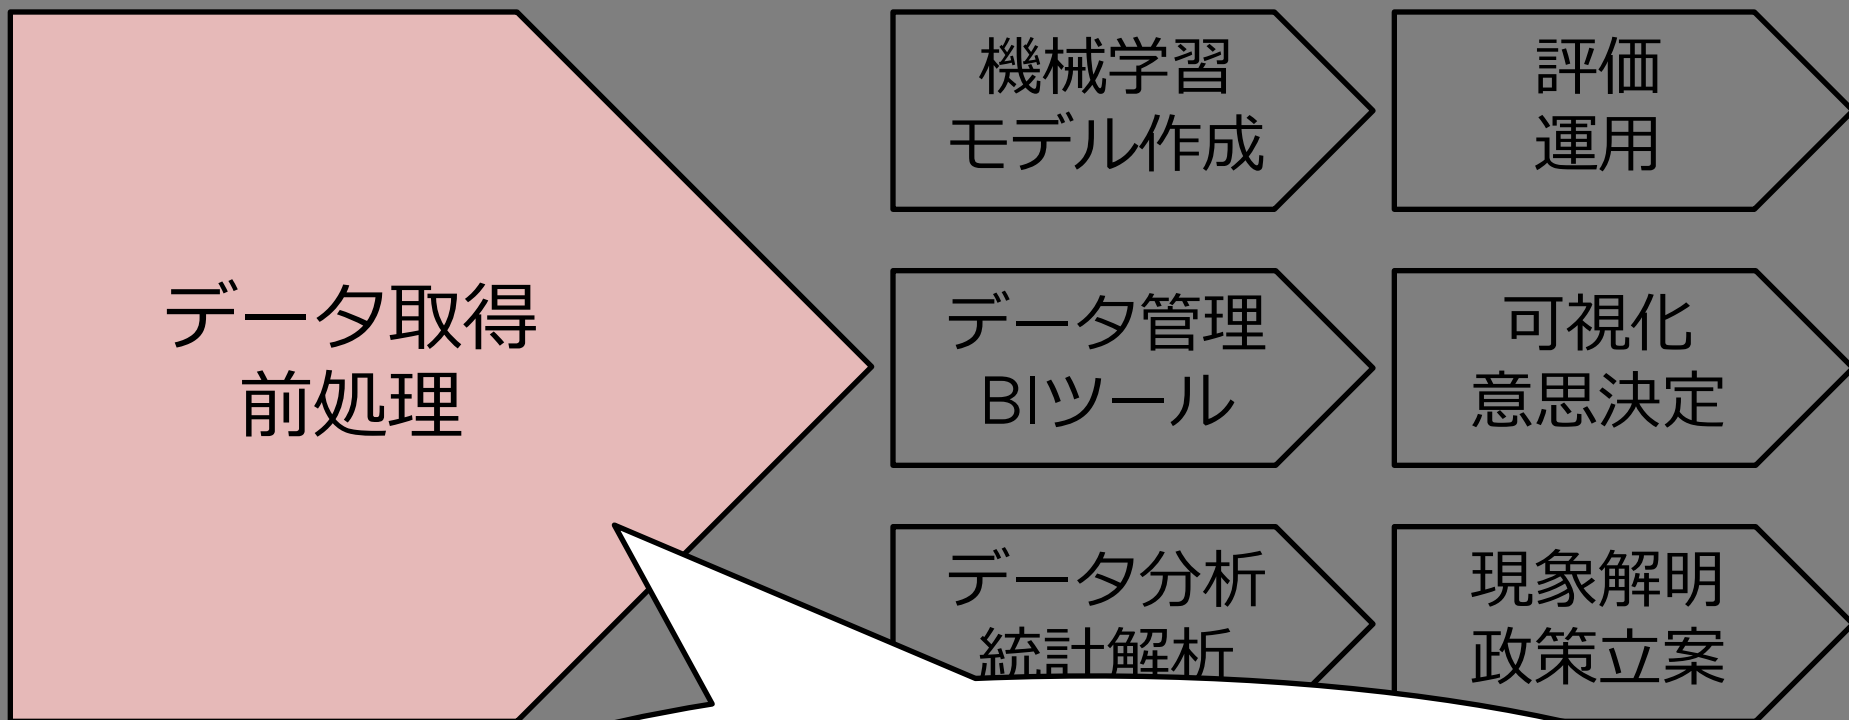 データ取得
前処理
機械学習
モデル作成
評価
運用
データ管理
BIツール
可視化
意思決定
データ分析
統計解析
現象解明
政策立案